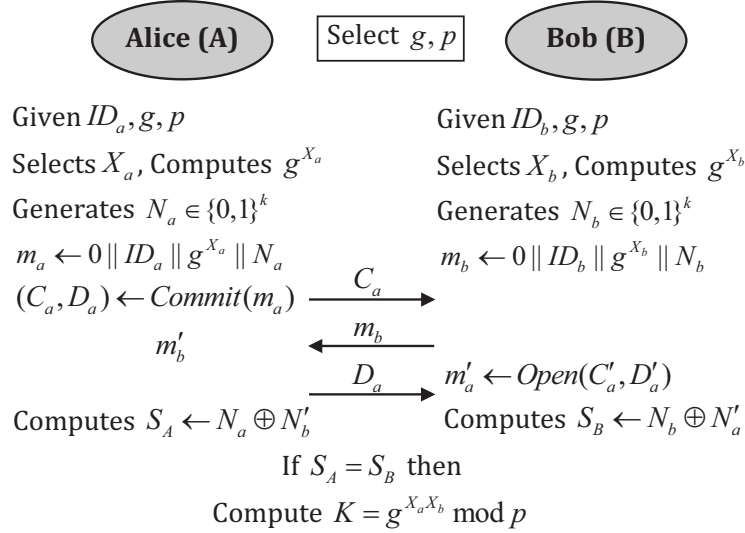 Alice (A) Select g, p Bob (B)
Given ID_a, g, p
Selects X_a, Computes g^{X_a}
Generates N_a ∈ {0,1}^k
m_a ← 0 || ID_a || g^{X_a} || N_a
(C_a, D_a) ← Commit(m_a)
m′_b
Computes S_A ← N_a ⊕ N′_b
C_a
m_b
D_a
Given ID_b, g, p
Selects X_b, Computes g^{X_b}
Generates N_b ∈ {0,1}^k
m_b ← 0 || ID_b || g^{X_b} || N_b
m′_a ← Open(C′_a, D′_a)
Computes S_B ← N_b ⊕ N′_a
If S_A = S_B then
Compute K = g^{X_a X_b} mod p